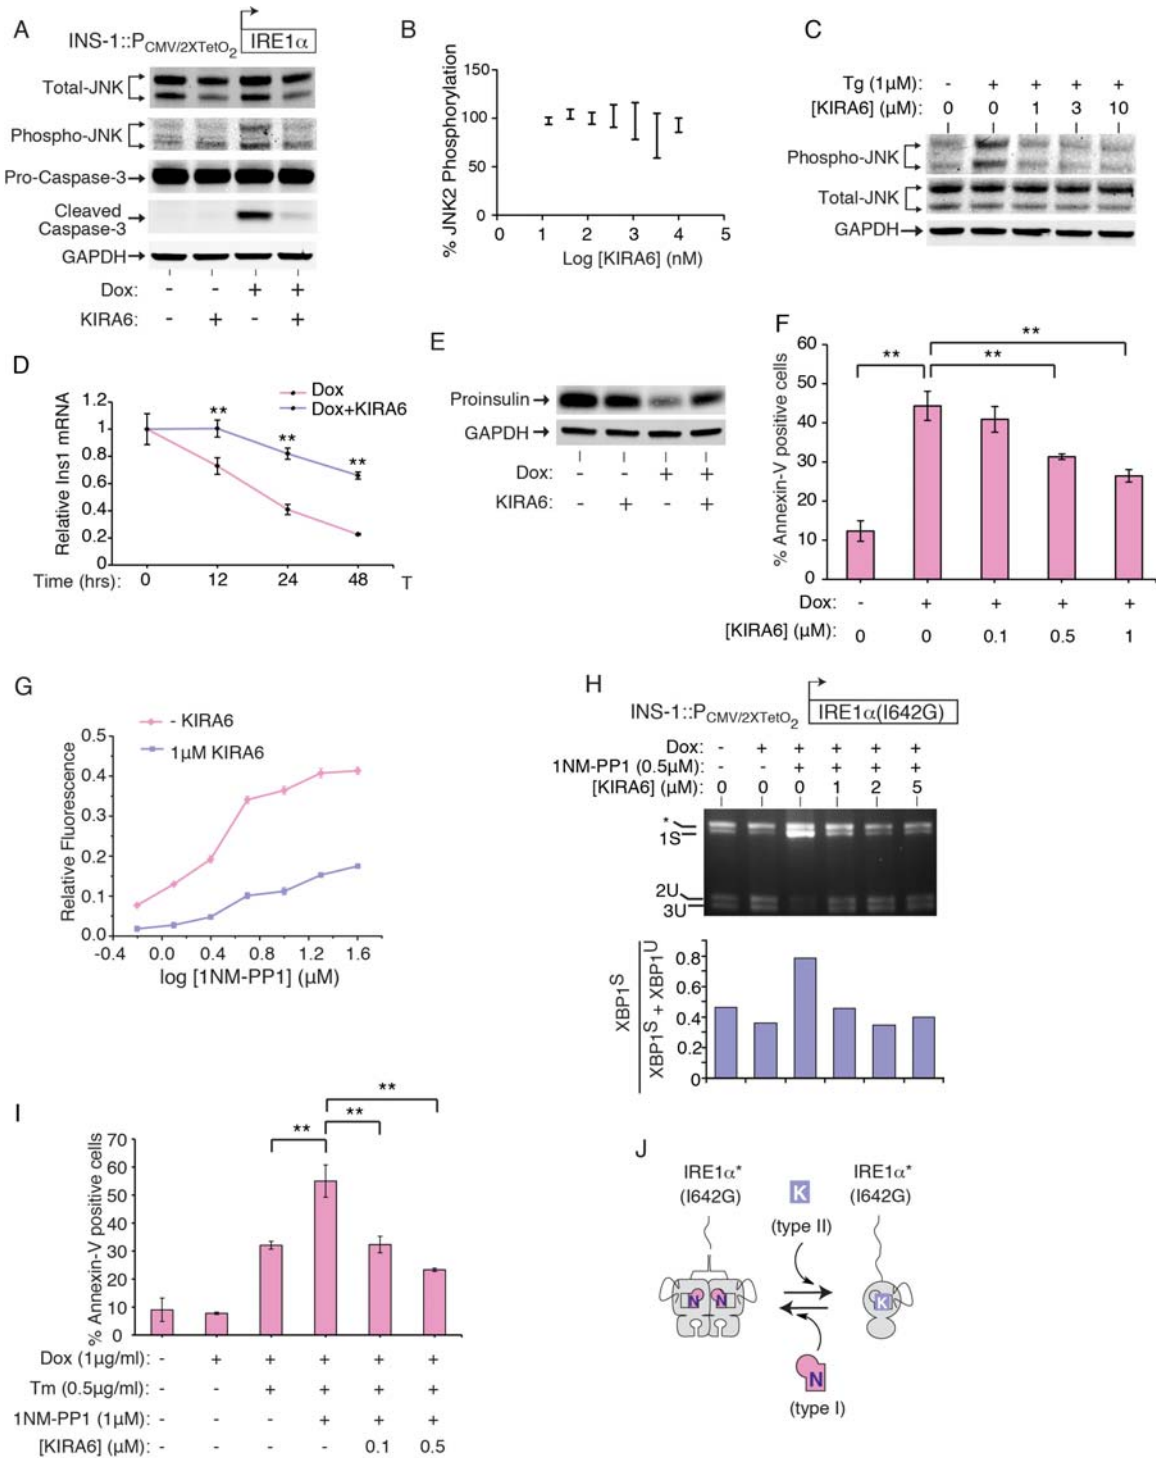 A
INS-1::P CMV/2XTetO2 IRE1α
Total-JNK
Phospho-JNK
Pro-Caspase-3
Cleaved
Caspase-3
GAPDH
Dox: - - + +
KIRA6: - + - +
B
% JNK2 Phosphorylation
150
100
50
0
0 1 2 3 4 5
Log [KIRA6] (nM)
C
Tg (1µM): - + + + +
[KIRA6] (µM): 0 0 1 3 10
Phospho-JNK
Total-JNK
GAPDH
D
Dox
Dox+KIRA6
Relative Ins1 mRNA
1.2
1
0.8
0.6
0.4
0.2
0
** ** **
Time (hrs): 0 12 24 48 T
E
Proinsulin
GAPDH
Dox: - - + +
KIRA6: - + - +
F
% Annexin-V positive cells
60
50
40
30
20
10
0
** ** **
Dox: - + + + +
[KIRA6] (µM): 0 0 0.1 0.5 1
G
- KIRA6
1µM KIRA6
Relative Fluorescence
0.5
0.4
0.3
0.2
0.1
0.0
-0.4 0.0 0.4 0.8 1.2 1.6
log [1NM-PP1] (µM)
H
INS-1::P CMV/2XTetO2 IRE1α(I642G)
Dox: - + + + + +
1NM-PP1 (0.5µM): - - + + + +
[KIRA6] (µM): 0 0 0 1 2 5
*
1S
2U
3U
XBP1S
XBP1S + XBP1U
0.8
0.6
0.4
0.2
0
I
% Annexin-V positive cells
70
60
50
40
30
20
10
0
** ** **
Dox (1µg/ml): - + + + + +
Tm (0.5µg/ml): - - + + + +
1NM-PP1 (1µM): - - - + + +
[KIRA6] (µM): - - - - 0.1 0.5
J
IRE1α* IRE1α*
(I642G) K (I642G)
(type II)
N N K
N
(type I)